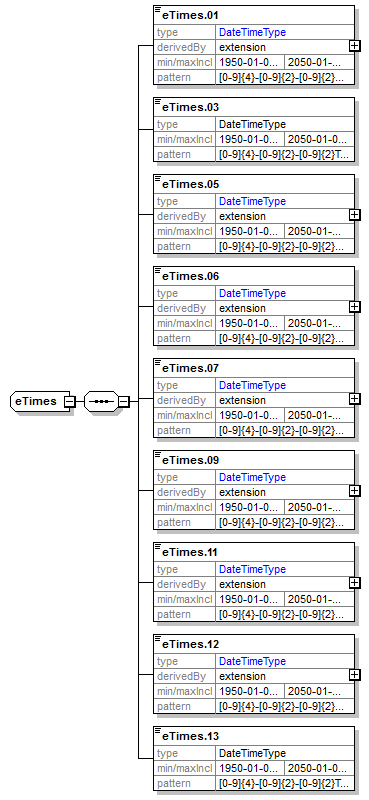 eTimes.01
type DateTimeType
derivedBy extension
min/maxIncl 1950-01-0... 2050-01-...
pattern [0-9]{4}-[0-9]{2}-[0-9]{2}...
eTimes.03
type DateTimeType
min/maxIncl 1950-01-0... 2050-01-0...
pattern [0-9]{4}-[0-9]{2}-[0-9]{2}T...
eTimes.05
type DateTimeType
derivedBy extension
min/maxIncl 1950-01-0... 2050-01-...
pattern [0-9]{4}-[0-9]{2}-[0-9]{2}...
eTimes.06
type DateTimeType
derivedBy extension
min/maxIncl 1950-01-0... 2050-01-...
pattern [0-9]{4}-[0-9]{2}-[0-9]{2}...
eTimes.07
type DateTimeType
eTimes
derivedBy extension
min/maxIncl 1950-01-0... 2050-01-...
pattern [0-9]{4}-[0-9]{2}-[0-9]{2}...
eTimes.09
type DateTimeType
derivedBy extension
min/maxIncl 1950-01-0... 2050-01-...
pattern [0-9]{4}-[0-9]{2}-[0-9]{2}...
eTimes.11
type DateTimeType
derivedBy extension
min/maxIncl 1950-01-0... 2050-01-...
pattern [0-9]{4}-[0-9]{2}-[0-9]{2}...
eTimes.12
type DateTimeType
derivedBy extension
min/maxIncl 1950-01-0... 2050-01-...
pattern [0-9]{4}-[0-9]{2}-[0-9]{2}...
eTimes.13
type DateTimeType
min/maxIncl 1950-01-0... 2050-01-0...
pattern [0-9]{4}-[0-9]{2}-[0-9]{2}T...